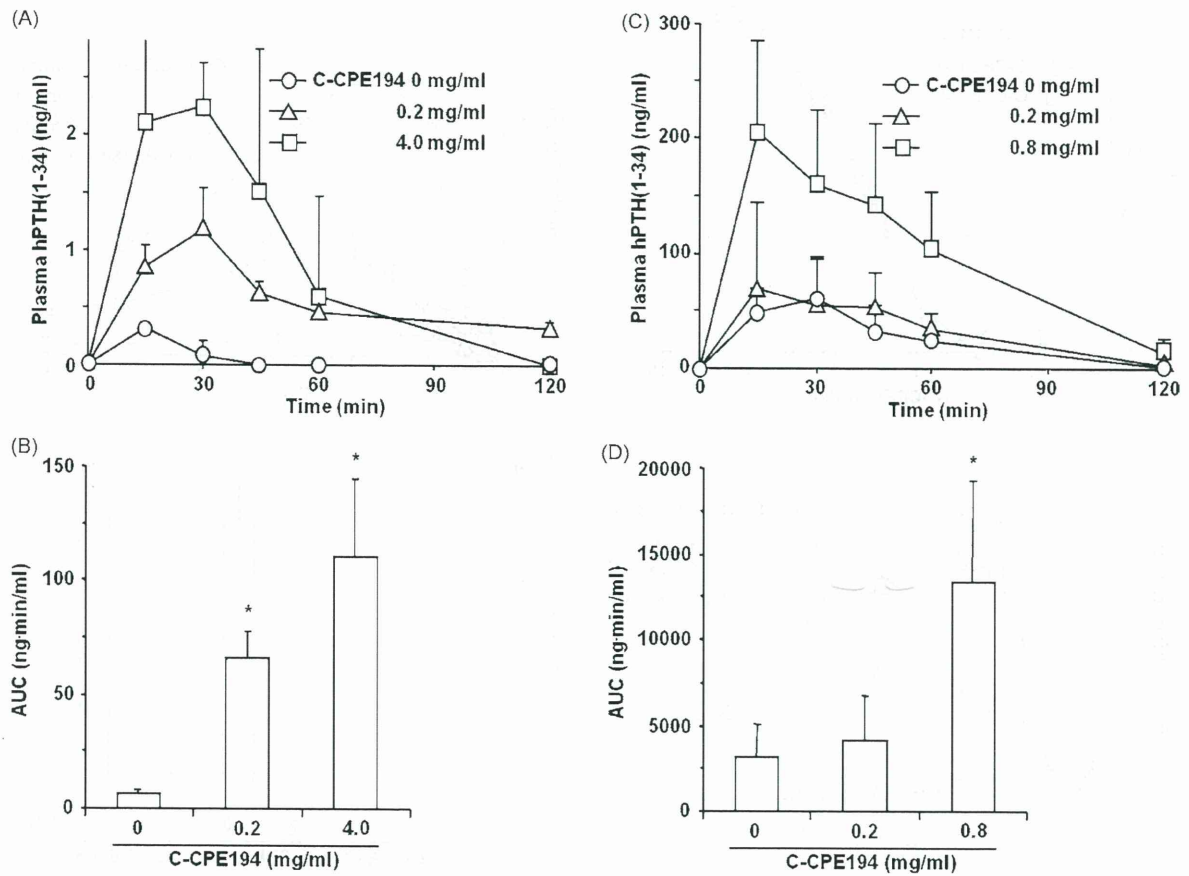 (A)
Plasma hPTH(1-34) (ng/ml)
2
1
0
C-CPE194 0 mg/ml
0.2 mg/ml
4.0 mg/ml
0 30 60 90 120
Time (min)
(B)
AUC (ng·min/ml)
150
100
50
0
*
*
0 0.2 4.0
C-CPE194 (mg/ml)
(C)
Plasma hPTH(1-34) (ng/ml)
300
200
100
0
C-CPE194 0 mg/ml
0.2 mg/ml
0.8 mg/ml
0 30 60 90 120
Time (min)
(D)
AUC (ng·min/ml)
20000
15000
10000
5000
0
*
0 0.2 0.8
C-CPE194 (mg/ml)